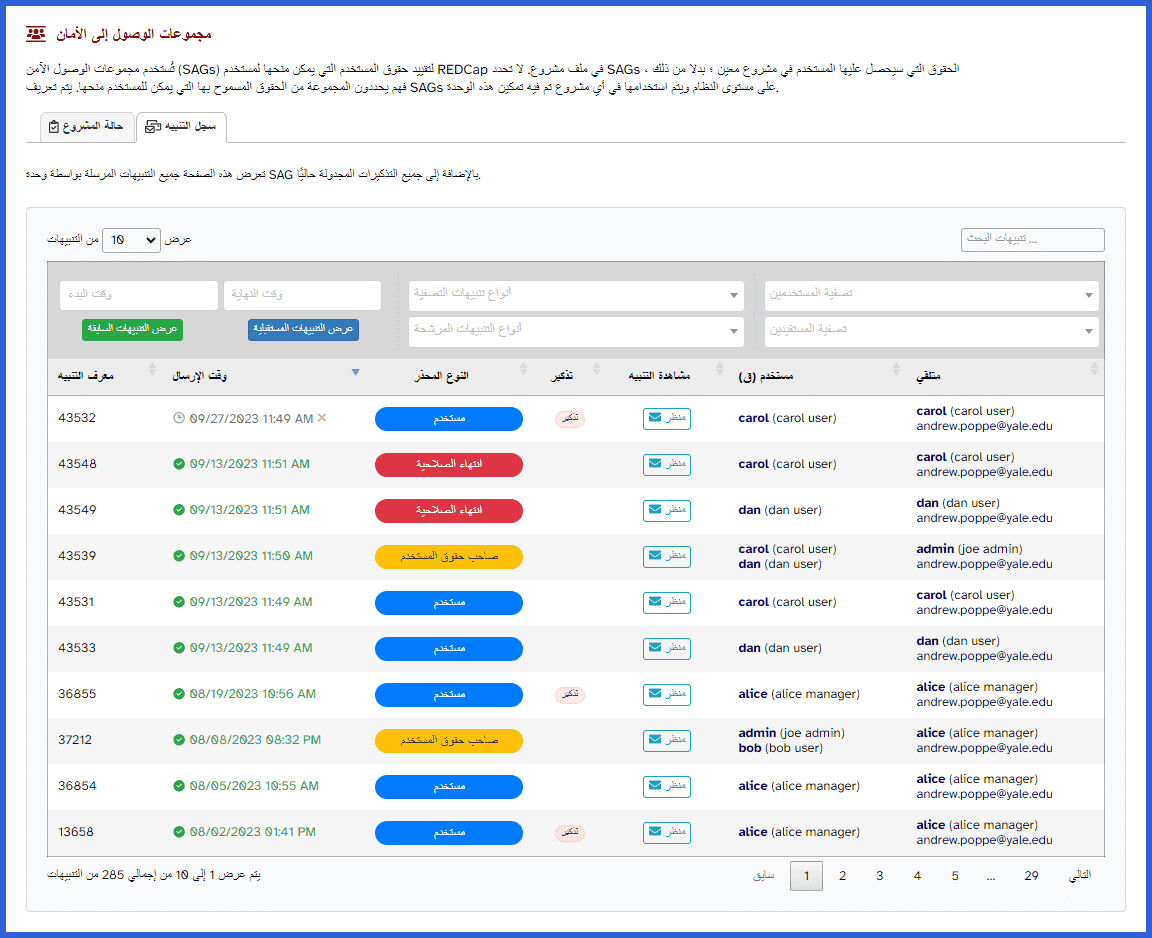 مجموعات الوصول إلى الأمان
الحقوق التي سيحصل عليها المستخدم في مشروع معين ؛ بدلا من ذلك ، SAGs في ملف مشروع. لا تحدد REDCap لتقييد حقوق المستخدم التي يمكن منحها لمستخدم (SAGs) تُستخدم مجموعات الوصول الأمن
على مستوى النظام ويتم استخدامها في أي مشروع تم فيه تمكين هذه الوحدة SAGs فهم يحددون المجموعة من الحقوق المسموح بها التي يمكن للمستخدم منحها. يتم تعريف.
حالة المشروع
سجل التنبيه
بالإضافة إلى جميع التذكيرات المجدولة حاليًا SAG تعرض هذه الصفحة جميع التنبيهات المرسلة بواسطة وحدة.
عرض 10 من التنبيهات
تنبيهات البحث ...
وقت البدء
وقت النهاية
أنواع تنبيهات التصفية
تصفية المستخدمين
عرض التنبيهات السابقة
عرض التنبيهات المستقبلية
أنواع التنبيهات المرشحة
تصفية المستفيدين
معرف التنبيه وقت الإرسال النوع المحذر تذكير مشاهدة التنبيه مستخدم (ق) متلقي
43532 09/27/2023 11:49 AM مستخدم تذكير منظر carol (carol user) carol (carol user)
andrew.poppe@yale.edu
43548 09/13/2023 11:51 AM انتهاء الصلاحية منظر carol (carol user) carol (carol user)
andrew.poppe@yale.edu
43549 09/13/2023 11:51 AM انتهاء الصلاحية منظر dan (dan user) dan (dan user)
andrew.poppe@yale.edu
43539 09/13/2023 11:50 AM صاحب حقوق المستخدم منظر carol (carol user) admin (joe admin)
dan (dan user) andrew.poppe@yale.edu
43531 09/13/2023 11:49 AM مستخدم منظر carol (carol user) carol (carol user)
andrew.poppe@yale.edu
43533 09/13/2023 11:49 AM مستخدم منظر dan (dan user) dan (dan user)
andrew.poppe@yale.edu
36855 08/19/2023 10:56 AM مستخدم تذكير منظر alice (alice manager) alice (alice manager)
andrew.poppe@yale.edu
37212 08/08/2023 08:32 PM صاحب حقوق المستخدم منظر admin (joe admin) alice (alice manager)
bob (bob user) andrew.poppe@yale.edu
36854 08/05/2023 10:55 AM مستخدم منظر alice (alice manager) alice (alice manager)
andrew.poppe@yale.edu
13658 08/02/2023 01:41 PM مستخدم تذكير منظر alice (alice manager) alice (alice manager)
andrew.poppe@yale.edu
يتم عرض 1 إلى 10 من إجمالي 285 من التنبيهات
سابق 1 2 3 4 5 ... 29 التالي